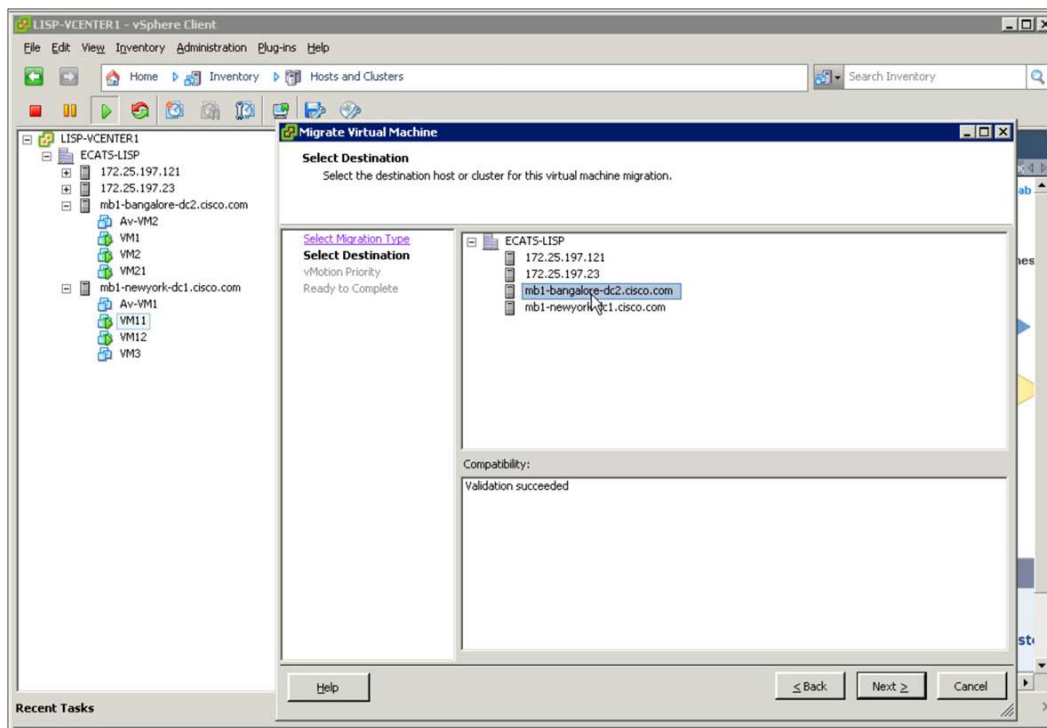 LISP-VCENTER1 - vSphere Client
File Edit View Inventory Administration Plug-ins Help
Home Inventory Hosts and Clusters
Search Inventory
LISP-VCENTER1
ECATS-LISP
172.25.197.121
172.25.197.23
mb1-bangalore-dc2.cisco.com
Av-VM2
VM1
VM2
VM21
mb1-newyork-dc1.cisco.com
Av-VM1
VM11
VM12
VM3
Migrate Virtual Machine
Select Destination
Select the destination host or cluster for this virtual machine migration.
Select Migration Type
Select Destination
vMotion Priority
Ready to Complete
ECATS-LISP
172.25.197.121
172.25.197.23
mb1-bangalore-dc2.cisco.com
mb1-newyork-dc1.cisco.com
Compatibility:
Validation succeeded
ab
Help
< Back Next > Cancel
Recent Tasks